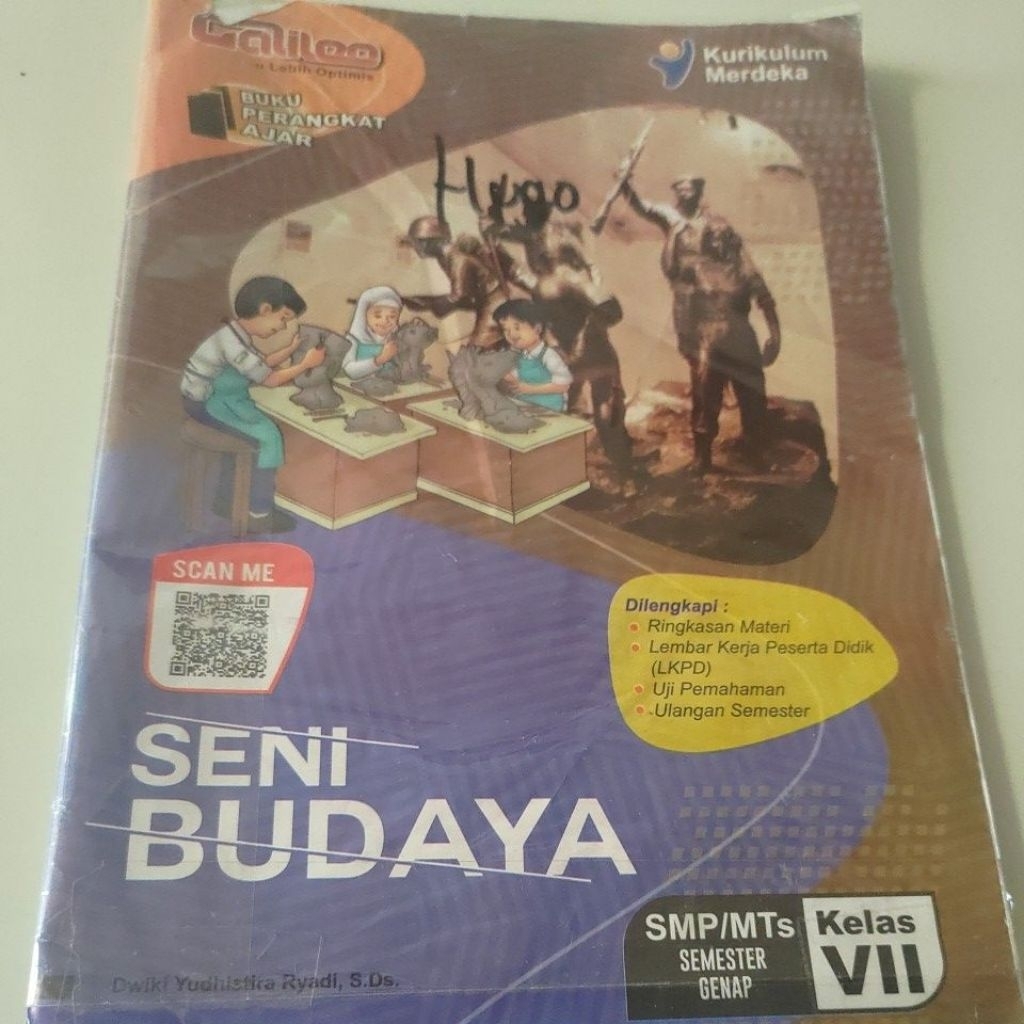 Galileo
Lebih Optimis
BUKU
PERANGKAT
AJAR
Kurikulum
Merdeka
Hugo
SCAN ME
Dilengkapi :
Ringkasan Materi
Lembar Kerja Peserta Didik
(LKPD)
Uji Pemahaman
Ulangan Semester
SENI
BUDAYA
SMP/MTs
SEMESTER
GENAP
Kelas
VII
Dwiki Yudhistira Ryadi, S.Ds.